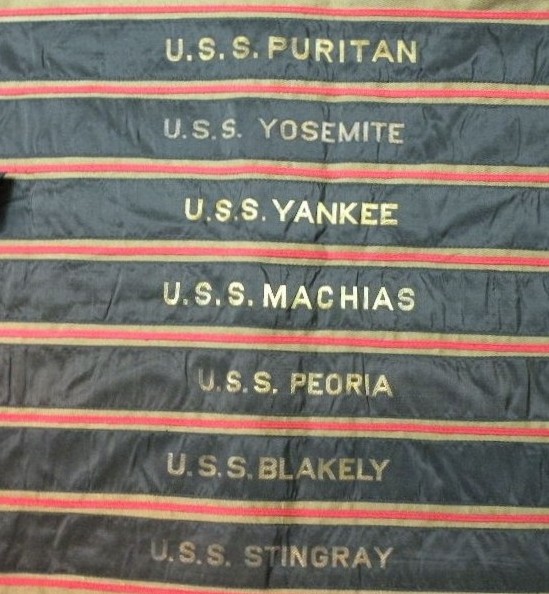 U.S.S. PURITAN
U.S.S. YOSEMITE
U.S.S. YANKEE
U.S.S. MACHIAS
U.S.S. PEORIA
U.S.S. BLAKELY
U.S.S. STINGRAY